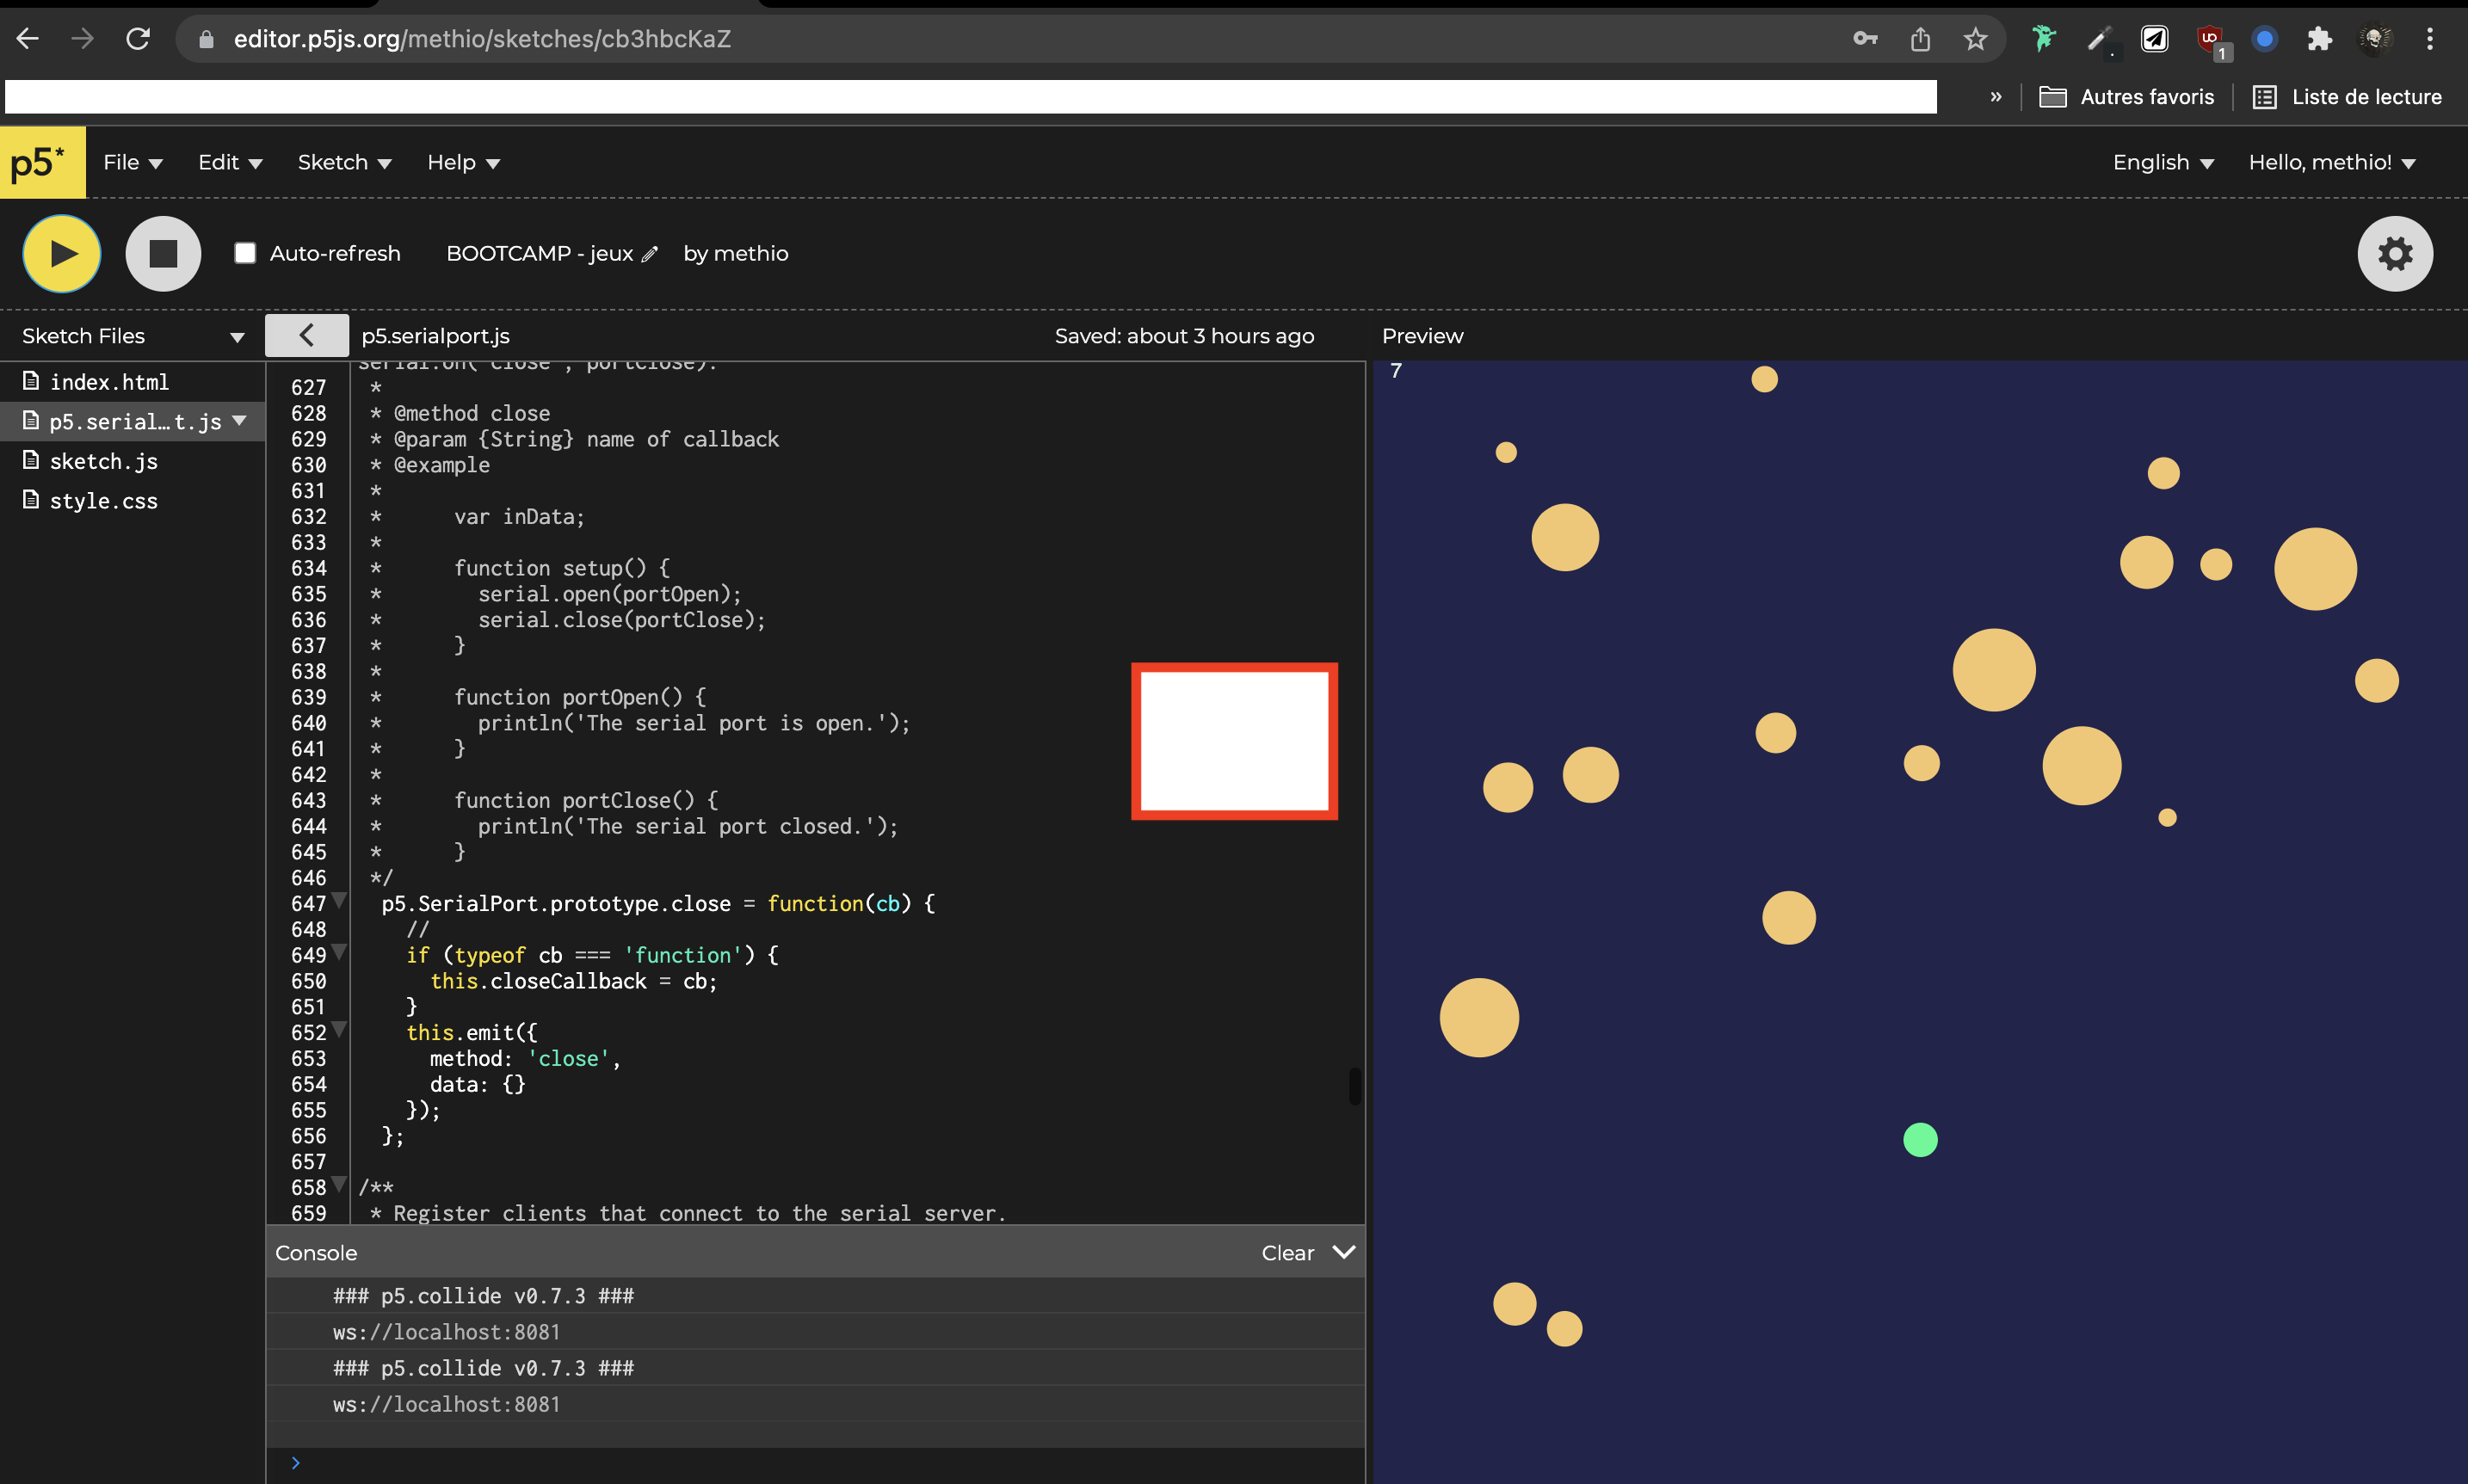 editor.p5js.org/methio/sketches/cb3hbcKaZ
1
» Autres favoris Liste de lecture
p5* File Edit Sketch Help English Hello, methio!
Auto-refresh BOOTCAMP - jeux by methio
Sketch Files p5.serialport.js Saved: about 3 hours ago Preview
index.html
p5.serial…t.js
sketch.js
style.css
serial.on('close', portClose).
627 *
628 * @method close
629 * @param {String} name of callback
630 * @example
631 *
632 * var inData;
633 *
634 * function setup() {
635 * serial.open(portOpen);
636 * serial.close(portClose);
637 * }
638 *
639 * function portOpen() {
640 * println('The serial port is open.');
641 * }
642 *
643 * function portClose() {
644 * println('The serial port closed.');
645 * }
646 */
647 p5.SerialPort.prototype.close = function(cb) {
648 //
649 if (typeof cb === 'function') {
650 this.closeCallback = cb;
651 }
652 this.emit({
653 method: 'close',
654 data: {}
655 });
656 };
657
658 /**
659 * Register clients that connect to the serial server.
Console Clear
### p5.collide v0.7.3 ###
ws://localhost:8081
### p5.collide v0.7.3 ###
ws://localhost:8081
>
7